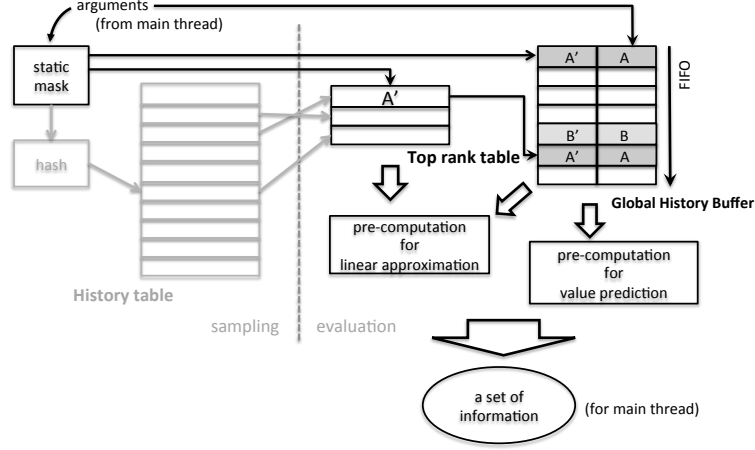 arguments
(from main thread)
static
mask
hash
History table
sampling
evaluation
A’
Top rank table
A’ A
B’ B
A’ A
FIFO
Global History Buffer
pre-computation
for
linear approximation
pre-computation
for
value prediction
a set of
information
(for main thread)